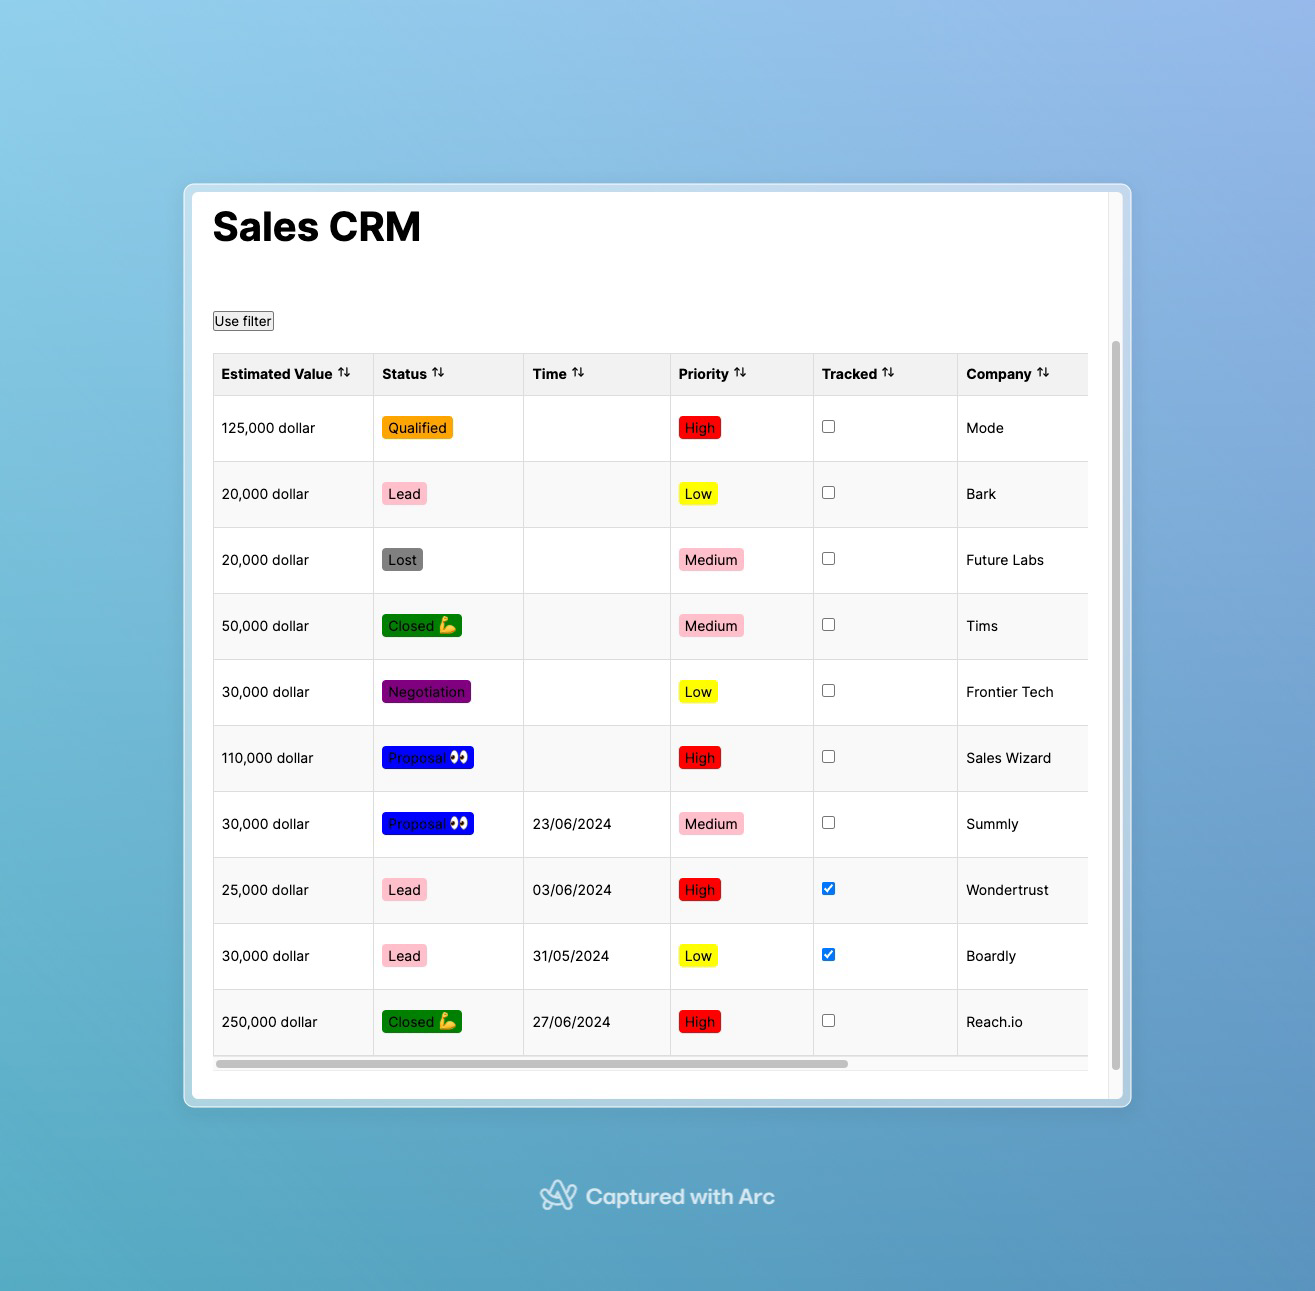 Sales CRM
Use filter
Estimated Value Status Time Priority Tracked Company
125,000 dollar Qualified High Mode
20,000 dollar Lead Low Bark
20,000 dollar Lost Medium Future Labs
50,000 dollar Closed 💪 Medium Tims
30,000 dollar Negotiation Low Frontier Tech
110,000 dollar Proposal 👀 High Sales Wizard
30,000 dollar Proposal 👀 23/06/2024 Medium Summly
25,000 dollar Lead 03/06/2024 High Wondertrust
30,000 dollar Lead 31/05/2024 Low Boardly
250,000 dollar Closed 💪 27/06/2024 High Reach.io
Captured with Arc